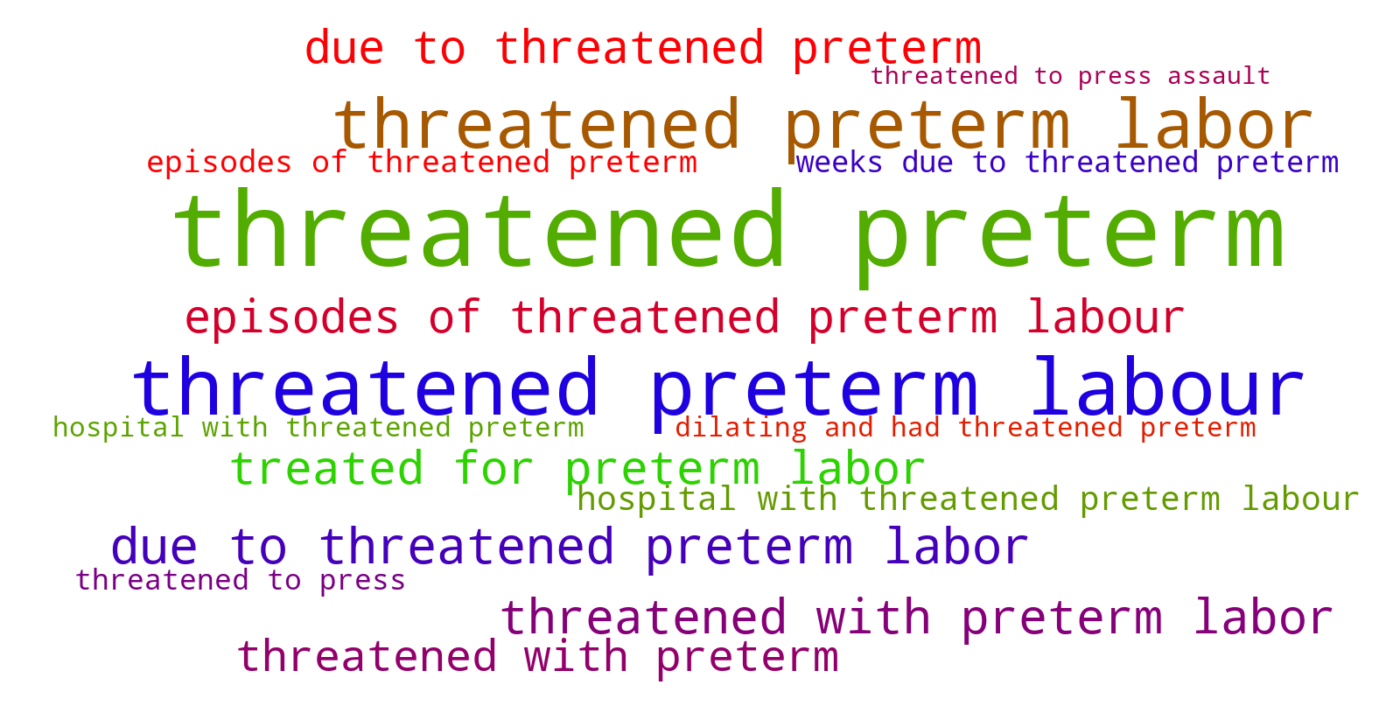 due to threatened preterm
threatened to press assault
threatened preterm labor
episodes of threatened preterm
weeks due to threatened preterm
threatened preterm
episodes of threatened preterm labour
threatened preterm labour
hospital with threatened preterm
dilating and had threatened preterm
treated for preterm labor
hospital with threatened preterm labour
due to threatened preterm labor
threatened to press
threatened with preterm labor
threatened with preterm